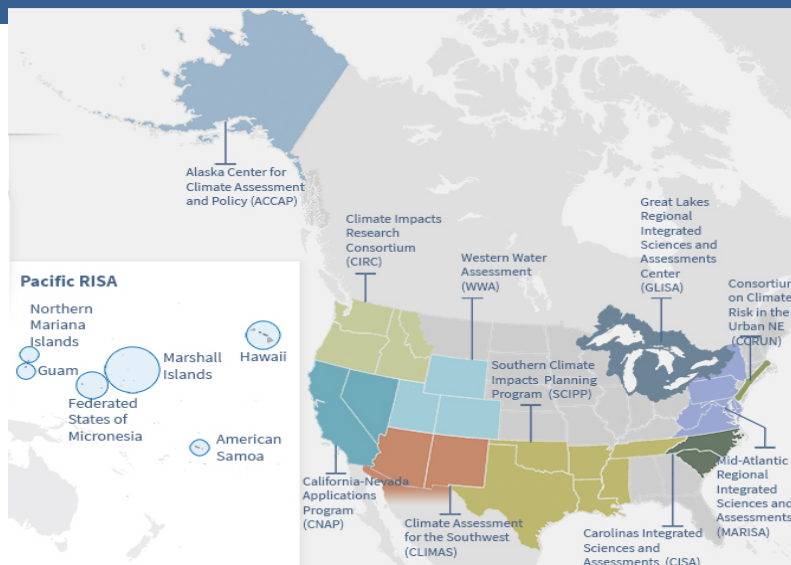 Alaska Center for
Climate Assessment
and Policy (ACCAP)
Climate Impacts
Research
Consortium
(CIRC)
Western Water
Assessment
(WWA)
Great Lakes
Regional
Integrated
Sciences and
Assessments
Center
(GLISA)
Consortium
on Climate
Risk in the
Urban NE
(CCRUN)
Pacific RISA
Northern
Mariana
Islands
Guam
Federated
States of
Micronesia
Marshall
Islands
Hawaii
American
Samoa
Southern Climate
Impacts Planning
Program (SCIPP)
California-Nevada
Applications
Program
(CNAP)
Climate Assessment
for the Southwest
(CLIMAS)
Carolinas Integrated
Sciences and
Assessments (CISA)
Mid-Atlantic
Regional
Integrated
Sciences and
Assessments
(MARISA)